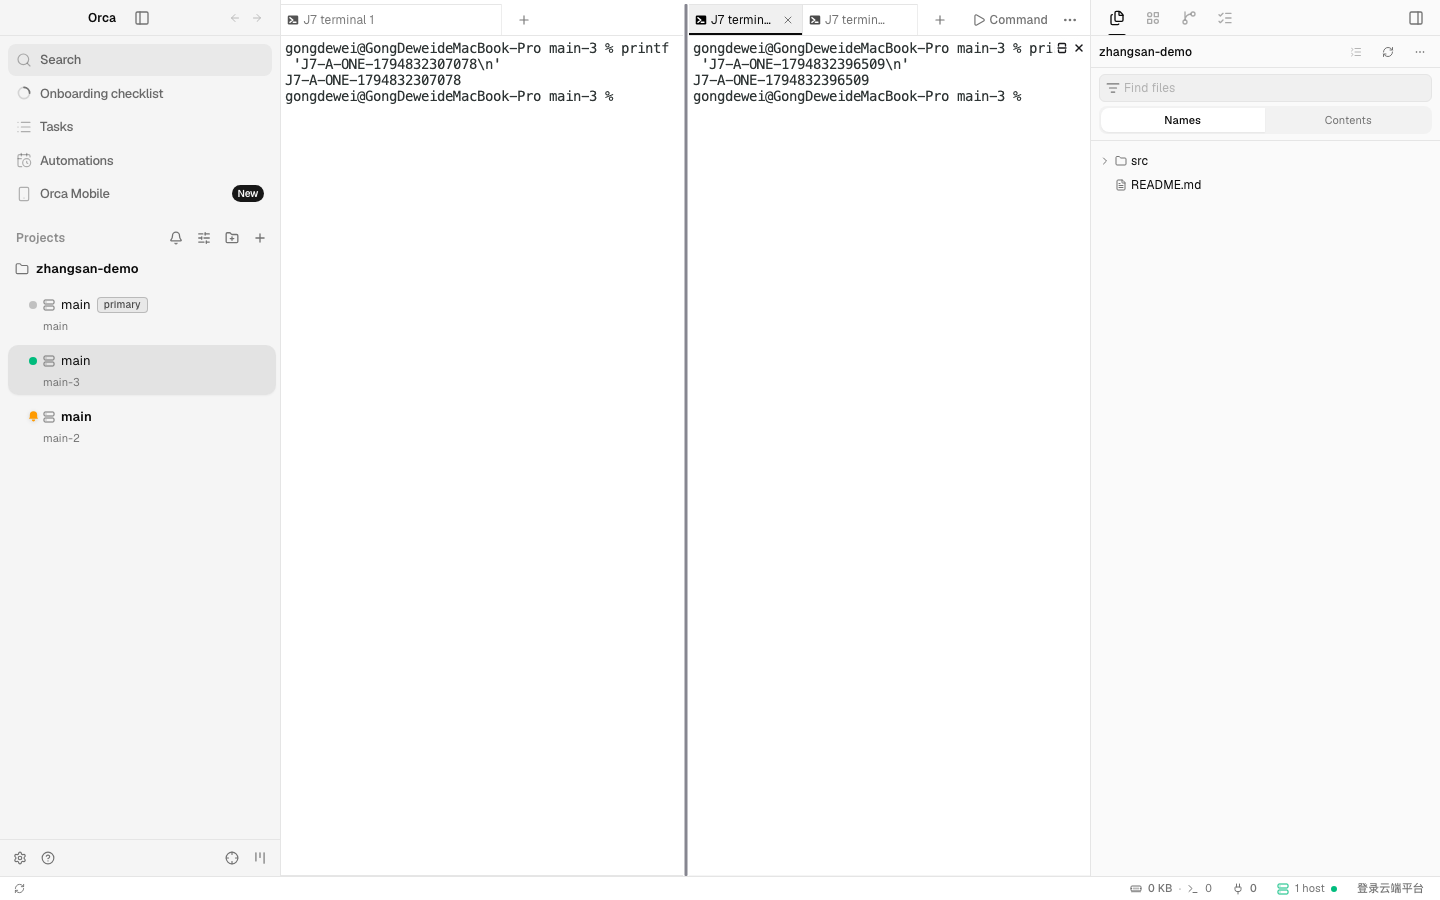 Orca
Search
Onboarding checklist
Tasks
Automations
Orca Mobile
New
Projects
zhangsan-demo
main
primary
main
main
main-3
main
main-2
J7 terminal 1
gongdewei@GongDeweideMacBook-Pro main-3 % printf
'J7-A-ONE-1794832307078\n'
J7-A-ONE-1794832307078
gongdewei@GongDeweideMacBook-Pro main-3 %
J7 termin...
J7 termin...
Command
gongdewei@GongDeweideMacBook-Pro main-3 % pri
'J7-A-ONE-1794832396509\n'
J7-A-ONE-1794832396509
gongdewei@GongDeweideMacBook-Pro main-3 %
zhangsan-demo
Find files
Names
Contents
src
README.md
0 KB · 0
0
1 host
登录云端平台